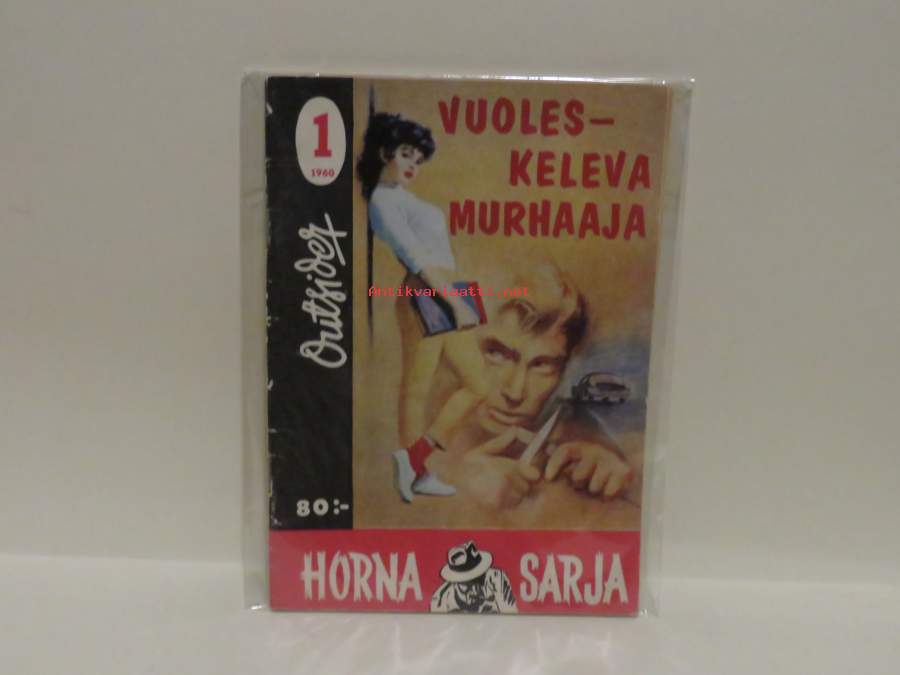 1
1960
VUOLES-
KELEVA
MURHAAJA
Outsider
Antikvariaatti.net
80:-
HORNA SARJA